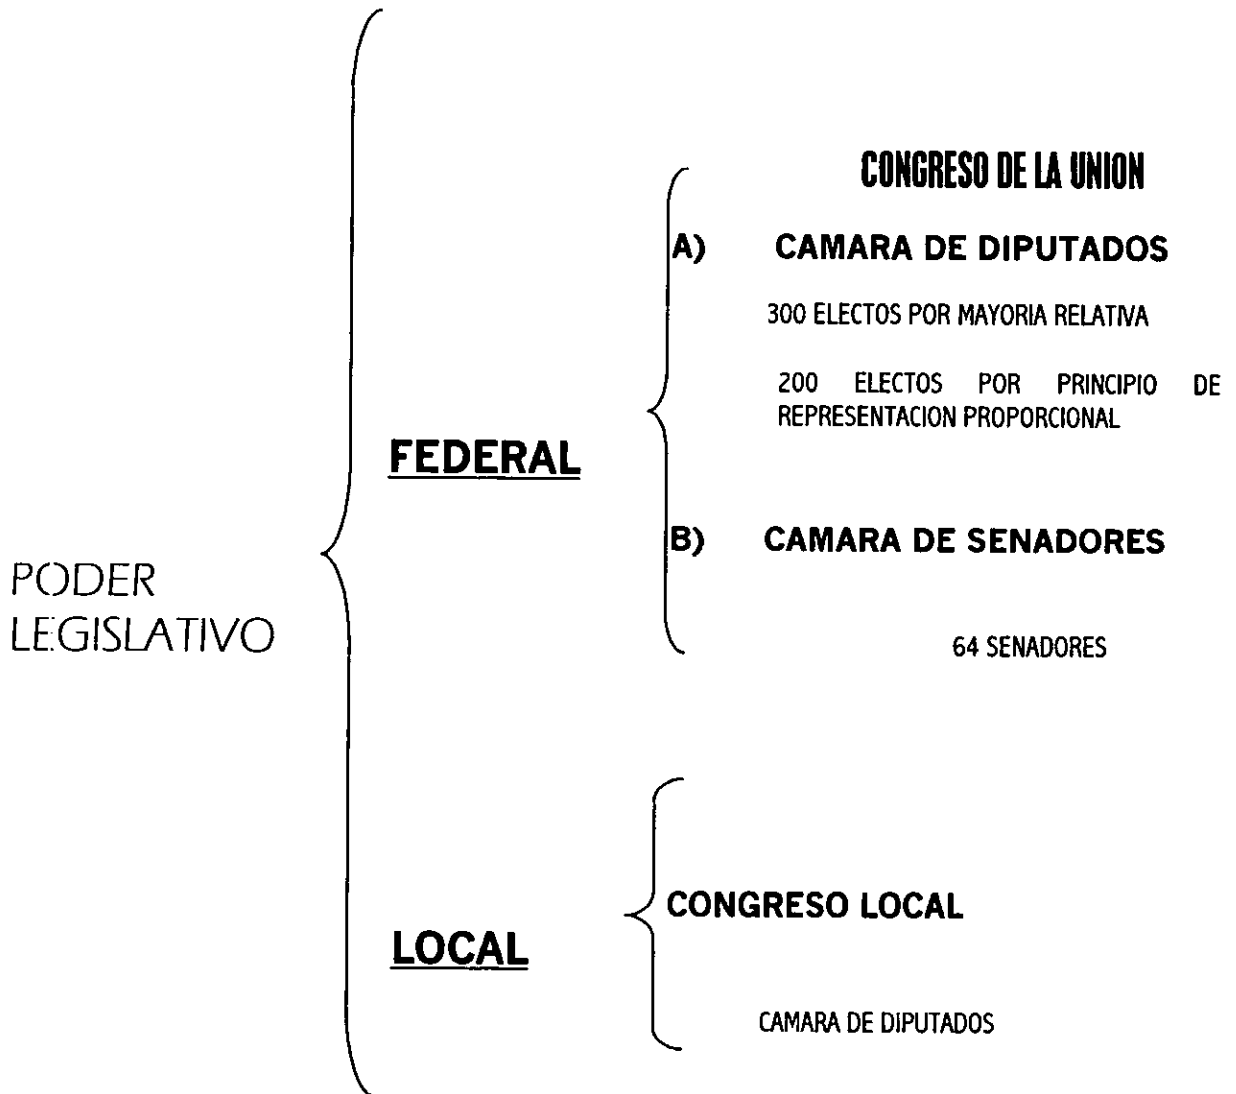 PODER
LEGISLATIVO
FEDERAL
CONGRESO DE LA UNION
A) CAMARA DE DIPUTADOS
300 ELECTOS POR MAYORIA RELATIVA
200 ELECTOS POR PRINCIPIO DE
REPRESENTACION PROPORCIONAL
B) CAMARA DE SENADORES
64 SENADORES
LOCAL
CONGRESO LOCAL
CAMARA DE DIPUTADOS